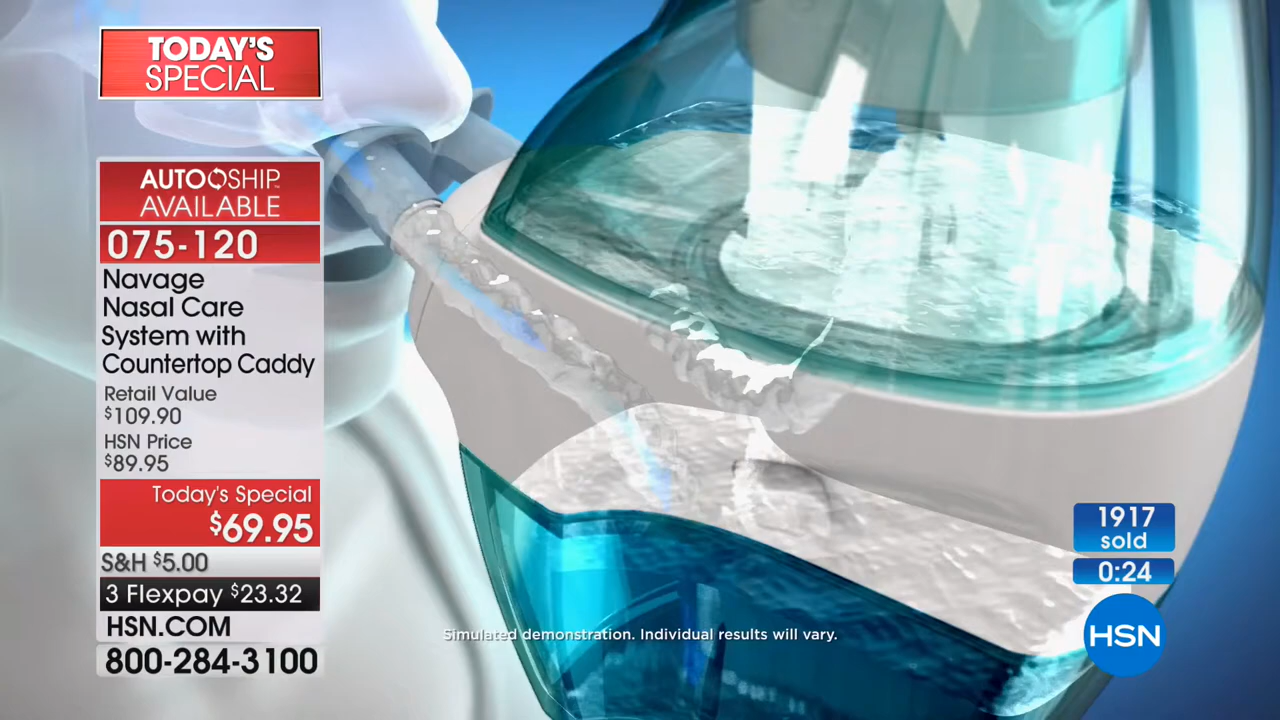 TODAY'S
SPECIAL
AUTOSHIP
AVAILABLE
075-120
Navage
Nasal Care
System with
Countertop Caddy
Retail Value
$109.90
HSN Price
$89.95
Today's Special
$69.95
S&H $5.00
3 Flexpay $23.32
HSN.COM
800-284-3100
Simulated demonstration. Individual results will vary.
1917
sold
0:24
HSN